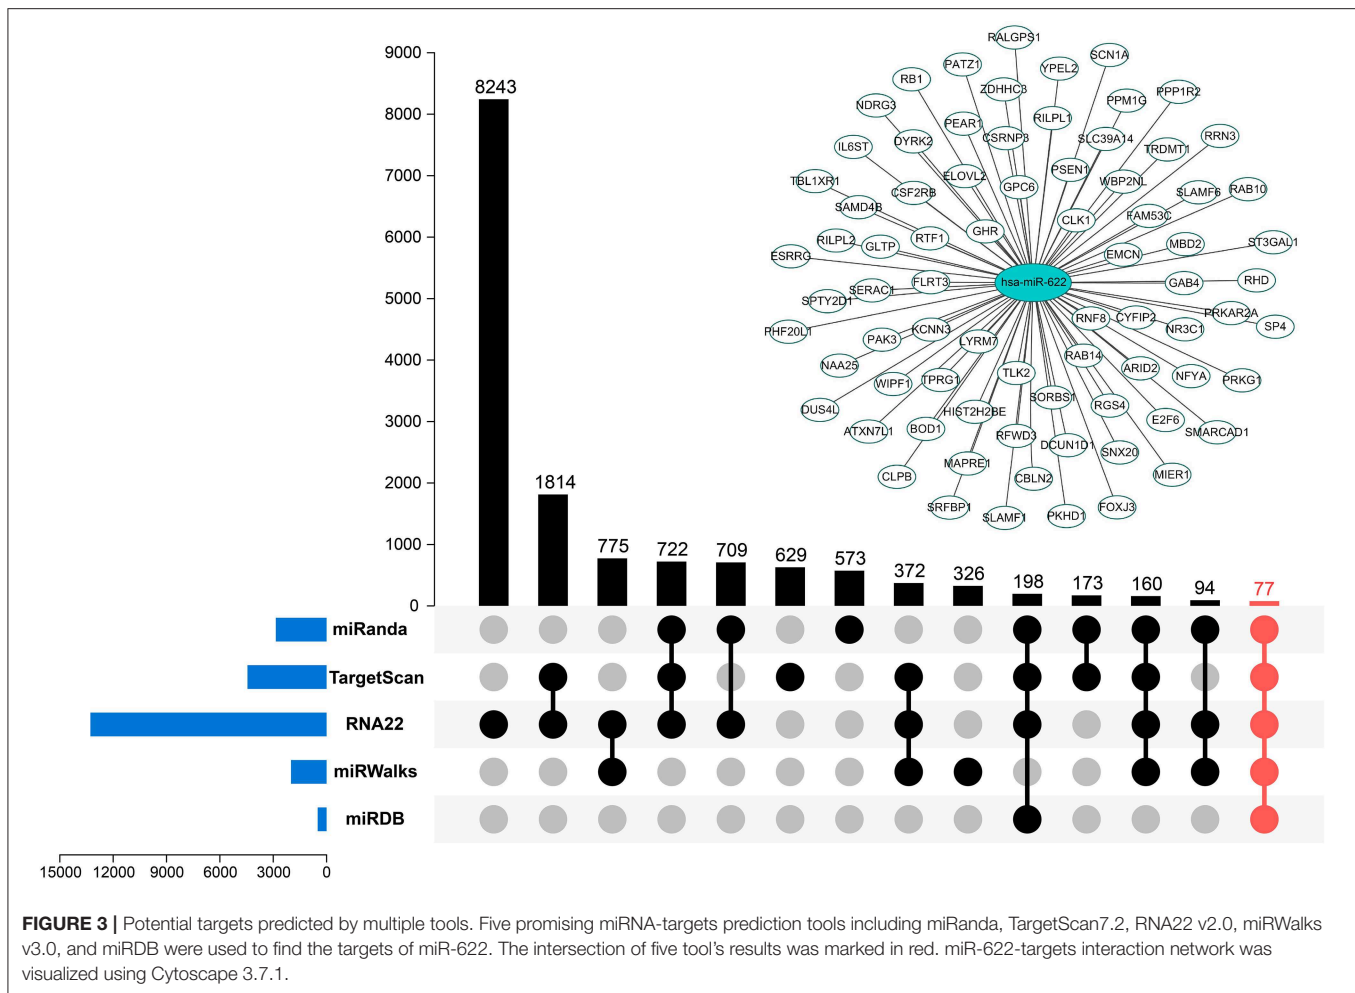 9000
8000
7000
6000
5000
4000
3000
2000
1000
0
8243
1814
775
722
709
629
573
372
326
198
173
160
94
77
RALGPS1
SCN1A
PATZ1
YPEL2
RB1
ZDHHC3
PPP1R2
NDRG3
PPM1G
PEAR1
RILPL1
DYRK2
CSRNP3
SLC39A14
RRN3
IL6ST
TRDMT1
TBL1XR1
ELOVL2
PSEN1
CSF2RB
GPC6
WBP2NL
SLAMF6
RAB10
SAMD4B
CLK1
FAM53C
RILPL2
GLTP
RTF1
GHR
MBD2
ST3GAL1
ESRRG
EMCN
SERAC1
FLRT3
hsa-miR-622
GAB4
RHD
SPTY2D1
PHF20L1
KCNN3
RNF8
CYFIP2
PRKAR2A
NR3C1
SP4
PAK3
LYRM7
NAA25
RAB14
WIPF1
TPRG1
TLK2
ARID2
NFYA
PRKG1
DUS4L
HIST2H2BE
SORBS1
RGS4
E2F6
ATXN7L1
BOD1
RFWD3
DCUN1D1
SMARCAD1
SNX20
CLPB
MAPRE1
CBLN2
MIER1
SRFBP1
SLAMF1
PKHD1
FOXJ3
miRanda
TargetScan
RNA22
miRWalks
miRDB
15000 12000 9000 6000 3000 0
FIGURE 3 | Potential targets predicted by multiple tools. Five promising miRNA-targets prediction tools including miRanda, TargetScan7.2, RNA22 v2.0, miRWalks
v3.0, and miRDB were used to find the targets of miR-622. The intersection of five tool's results was marked in red. miR-622-targets interaction network was
visualized using Cytoscape 3.7.1.